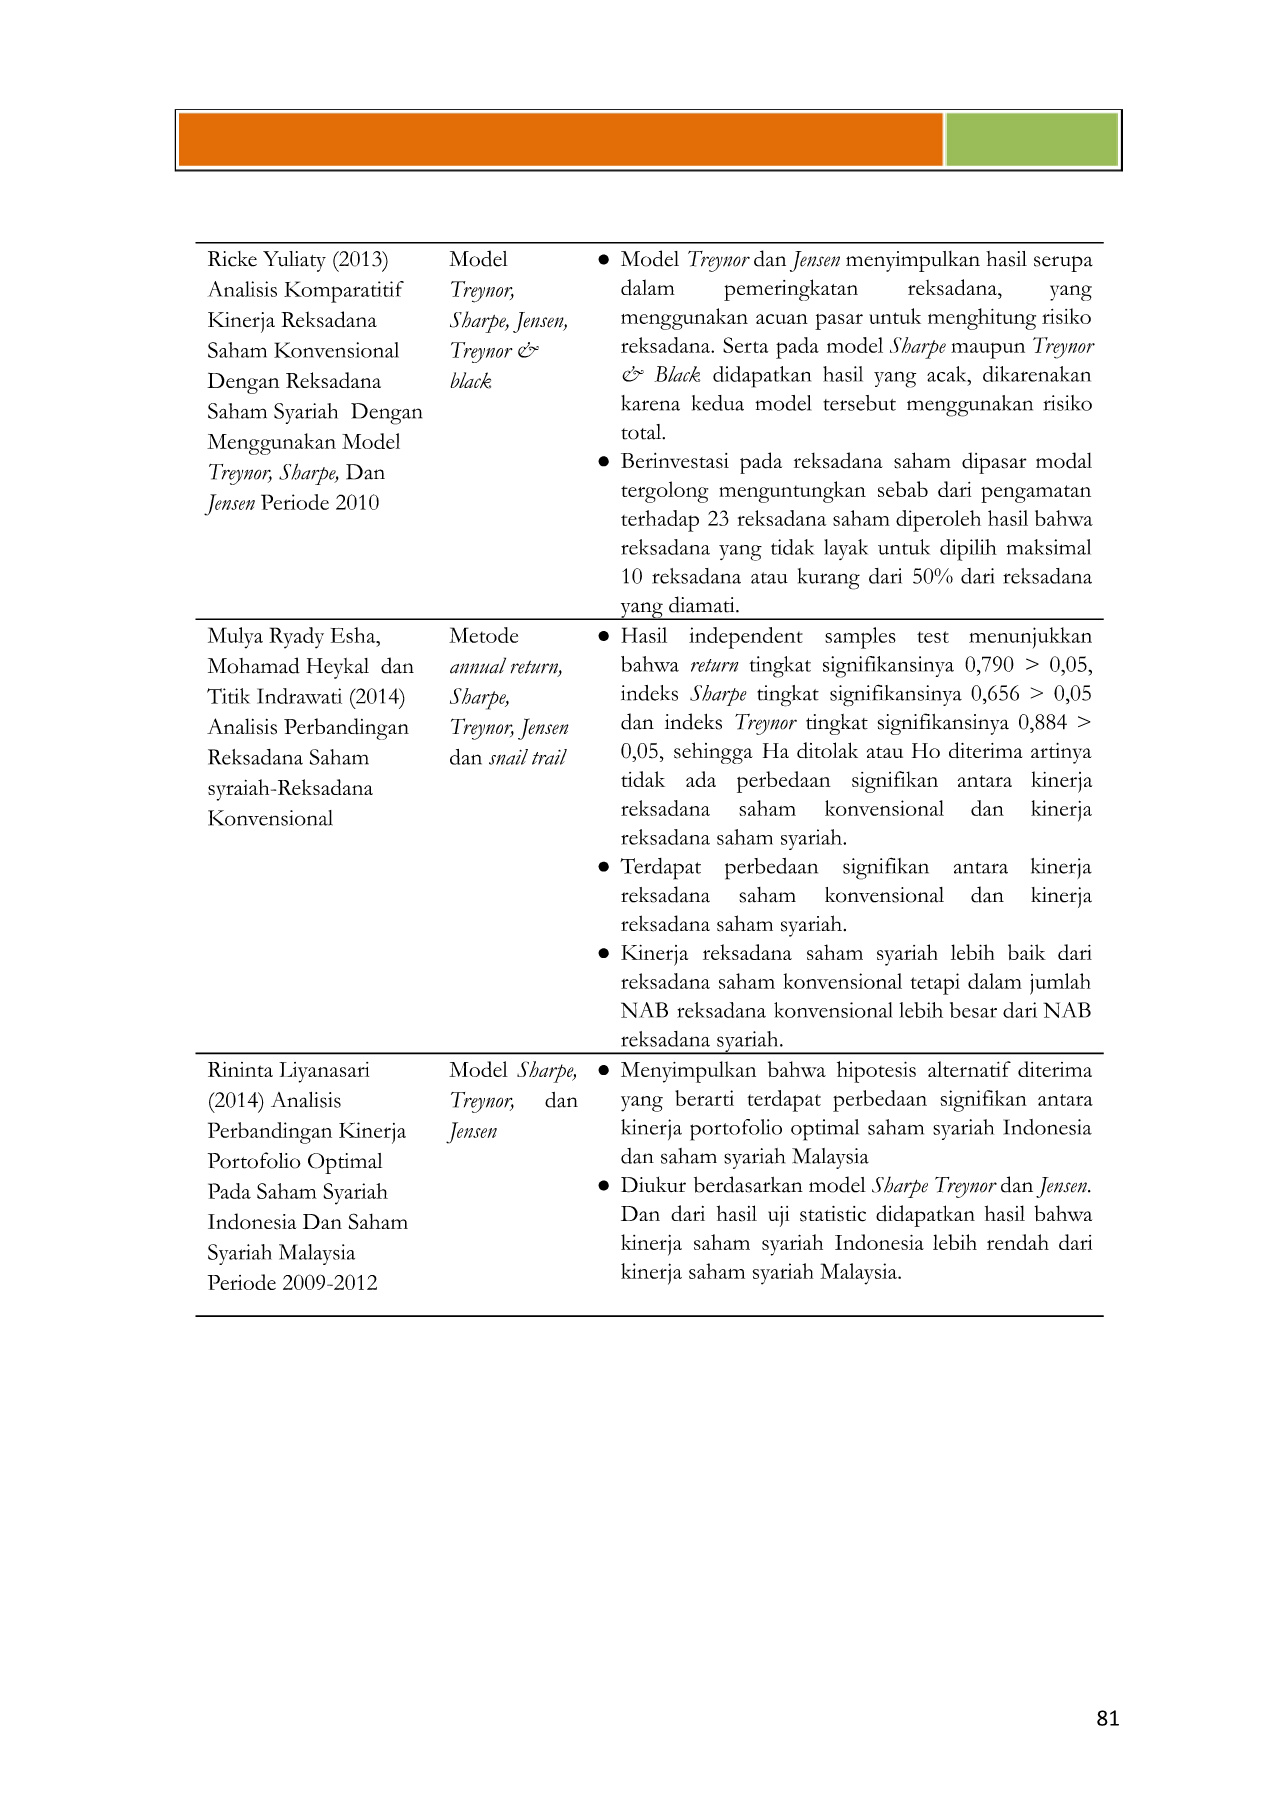 Ricke Yuliaty (2013)
Analisis Komparatitif
Kinerja Reksadana
Saham Konvensional
Dengan Reksadana
Saham Syariah Dengan
Menggunakan Model
Treynor, Sharpe, Dan
Jensen Periode 2010
Model
Treynor,
Sharpe, Jensen,
Treynor &
black
● Model Treynor dan Jensen menyimpulkan hasil serupa
dalam pemeringkatan reksadana, yang
menggunakan acuan pasar untuk menghitung risiko
reksadana. Serta pada model Sharpe maupun Treynor
& Black didapatkan hasil yang acak, dikarenakan
karena kedua model tersebut menggunakan risiko
total.
● Berinvestasi pada reksadana saham dipasar modal
tergolong menguntungkan sebab dari pengamatan
terhadap 23 reksadana saham diperoleh hasil bahwa
reksadana yang tidak layak untuk dipilih maksimal
10 reksadana atau kurang dari 50% dari reksadana
yang diamati.
Mulya Ryady Esha,
Mohamad Heykal dan
Titik Indrawati (2014)
Analisis Perbandingan
Reksadana Saham
syraiah-Reksadana
Konvensional
Metode
annual return,
Sharpe,
Treynor, Jensen
dan snail trail
● Hasil independent samples test menunjukkan
bahwa return tingkat signifikansinya 0,790 > 0,05,
indeks Sharpe tingkat signifikansinya 0,656 > 0,05
dan indeks Treynor tingkat signifikansinya 0,884 >
0,05, sehingga Ha ditolak atau Ho diterima artinya
tidak ada perbedaan signifikan antara kinerja
reksadana saham konvensional dan kinerja
reksadana saham syariah.
● Terdapat perbedaan signifikan antara kinerja
reksadana saham konvensional dan kinerja
reksadana saham syariah.
● Kinerja reksadana saham syariah lebih baik dari
reksadana saham konvensional tetapi dalam jumlah
NAB reksadana konvensional lebih besar dari NAB
reksadana syariah.
Rininta Liyanasari
(2014) Analisis
Perbandingan Kinerja
Portofolio Optimal
Pada Saham Syariah
Indonesia Dan Saham
Syariah Malaysia
Periode 2009-2012
Model Sharpe,
Treynor, dan
Jensen
● Menyimpulkan bahwa hipotesis alternatif diterima
yang berarti terdapat perbedaan signifikan antara
kinerja portofolio optimal saham syariah Indonesia
dan saham syariah Malaysia
● Diukur berdasarkan model Sharpe Treynor dan Jensen.
Dan dari hasil uji statistic didapatkan hasil bahwa
kinerja saham syariah Indonesia lebih rendah dari
kinerja saham syariah Malaysia.
81